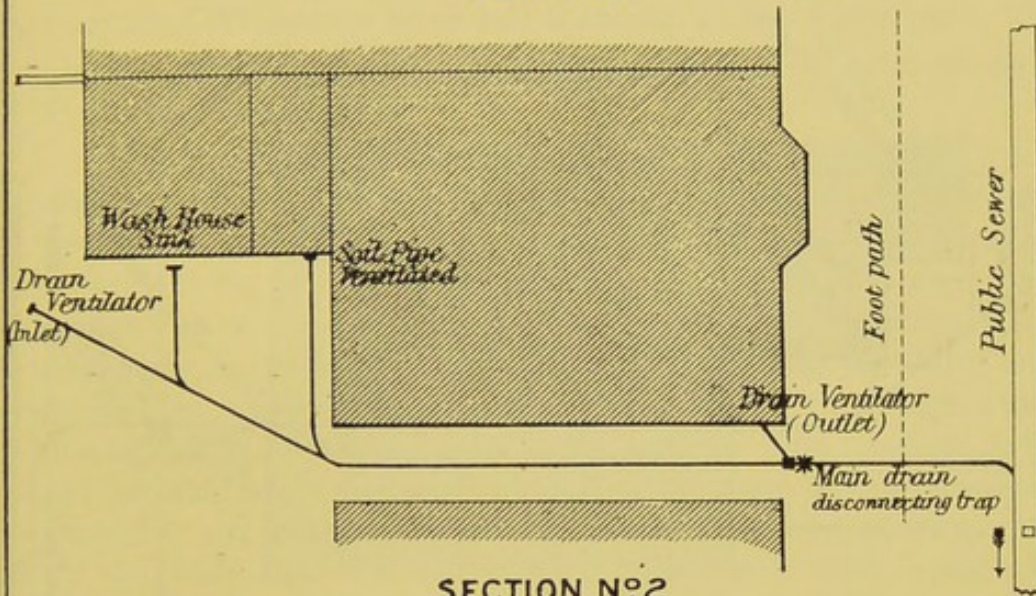 Wash House
Sink
Soil Pipe
Ventilated
Drain
Ventilator
(Inlet)
Foot path
Public Sewer
Drain Ventilator
(Outlet)
Main drain
disconnecting trap
SECTION Nº2